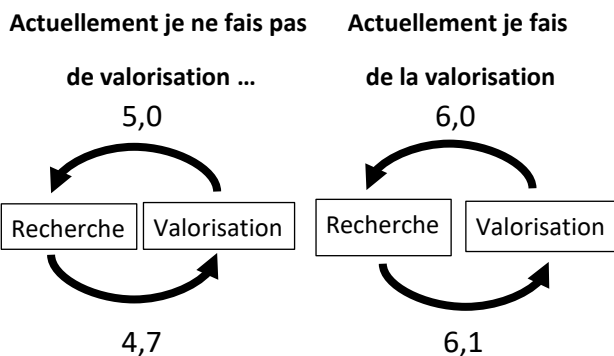 Actuellement je ne fais pas
de valorisation …
5,0
Recherche
Valorisation
4,7
Actuellement je fais
de la valorisation
6,0
Recherche
Valorisation
6,1